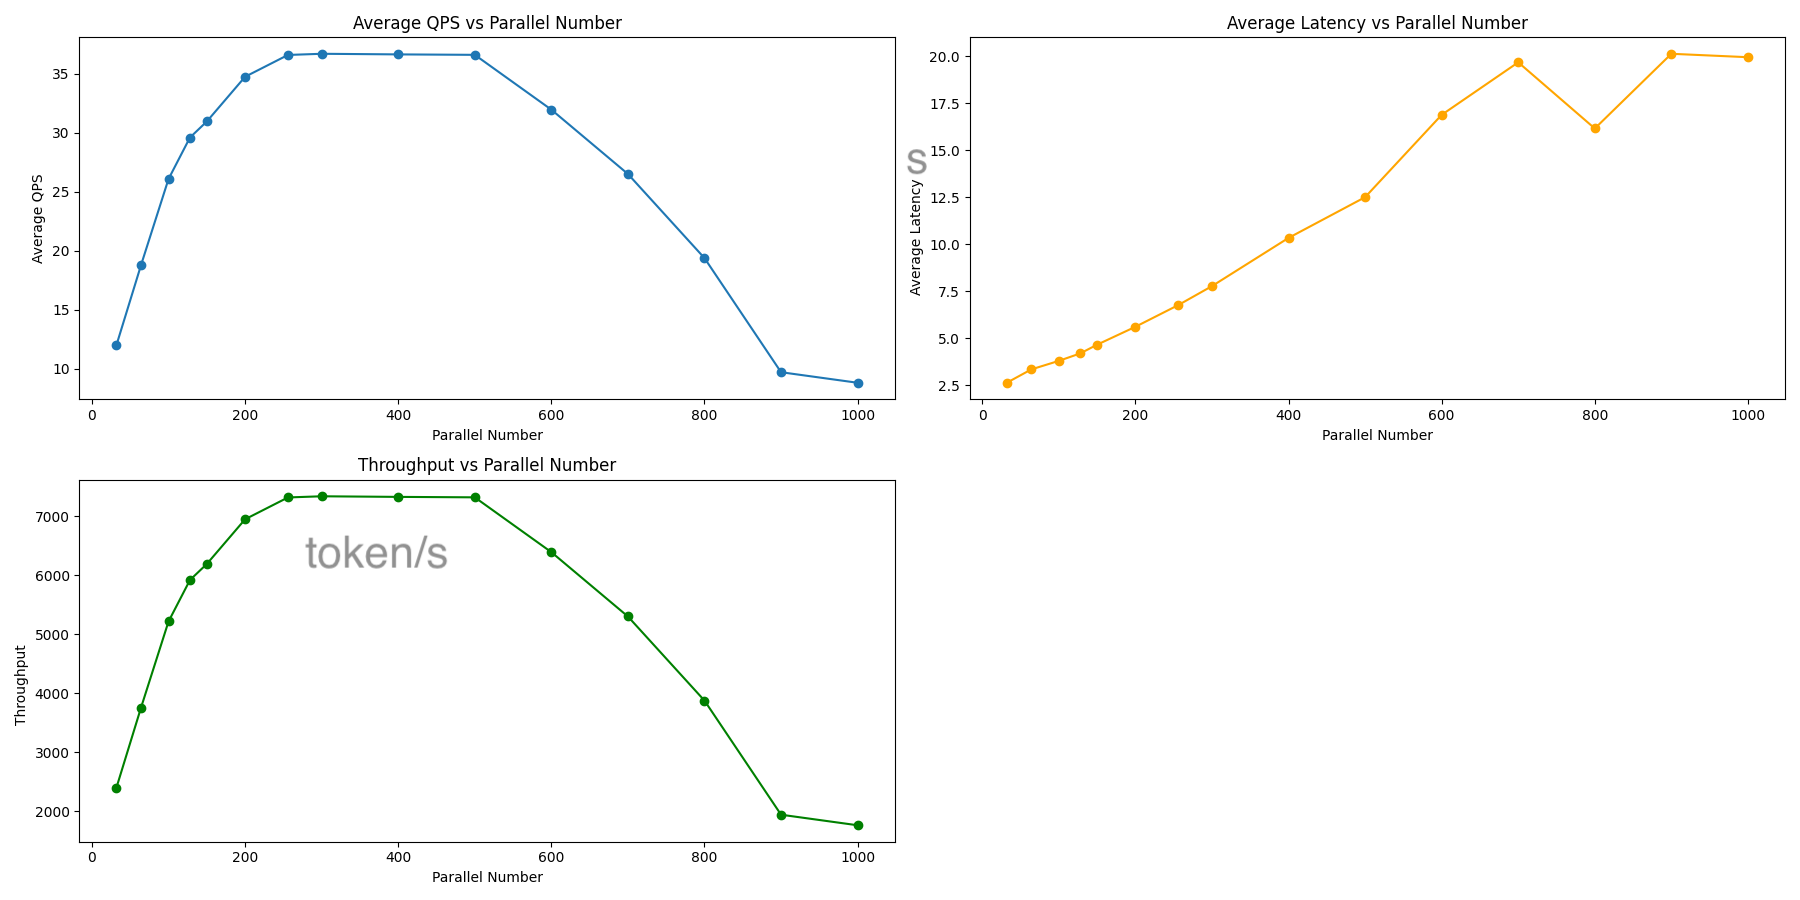 Average QPS vs Parallel Number
Average QPS
35
30
25
20
15
10
0 200 400 600 800 1000
Parallel Number
Average Latency vs Parallel Number
Average Latency
s
20.0
17.5
15.0
12.5
10.0
7.5
5.0
2.5
0 200 400 600 800 1000
Parallel Number
Throughput vs Parallel Number
Throughput
7000
token/s
6000
5000
4000
3000
2000
0 200 400 600 800 1000
Parallel Number